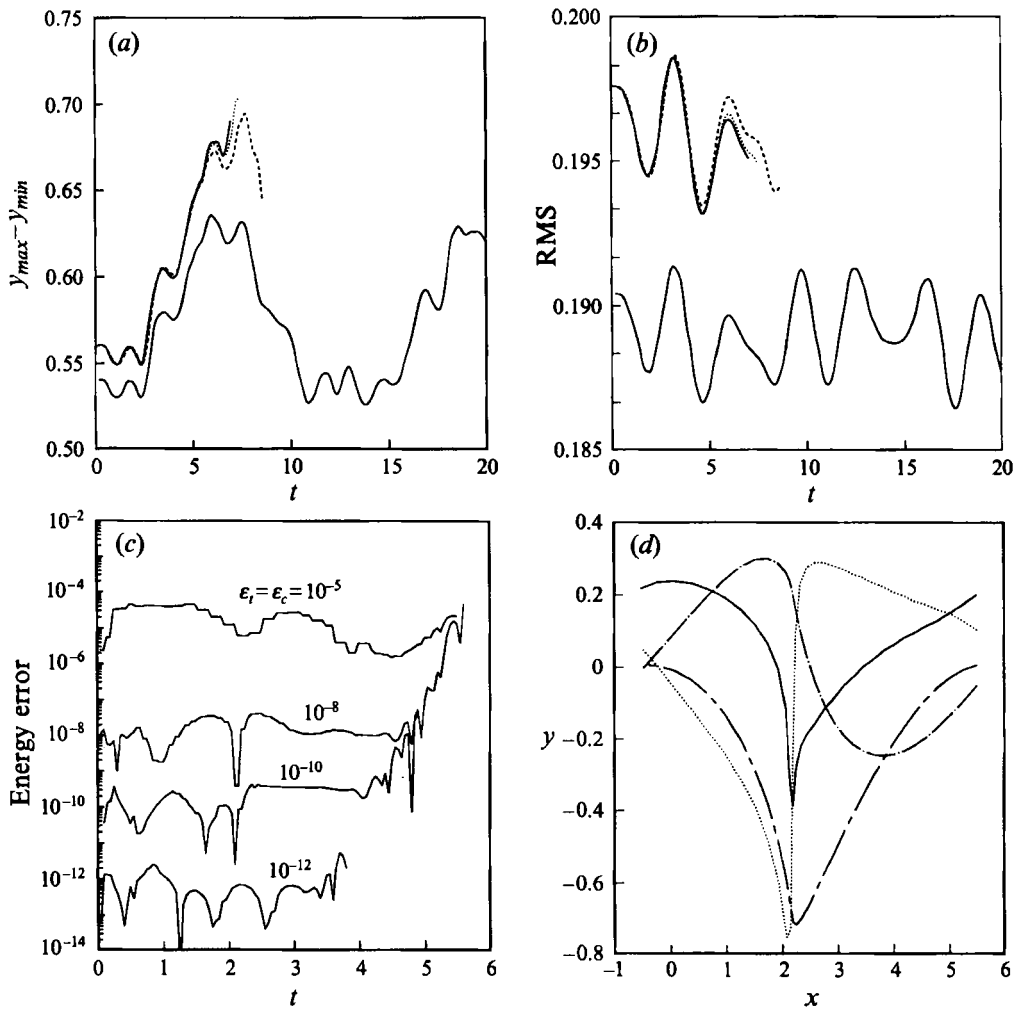 (a)
0.75
0.70
0.65
0.60
0.55
0.50
y_max − y_min
0 5 10 15 20
t
(b)
0.200
0.195
0.190
0.185
RMS
0 5 10 15 20
t
(c)
10⁻²
10⁻⁴
10⁻⁶
10⁻⁸
10⁻¹⁰
10⁻¹²
10⁻¹⁴
Energy error
ε_t = ε_c = 10⁻⁵
10⁻⁸
10⁻¹⁰
10⁻¹²
0 1 2 3 4 5 6
t
(d)
0.4
0.2
0
−0.2
−0.4
−0.6
−0.8
y
−1 0 1 2 3 4 5 6
x